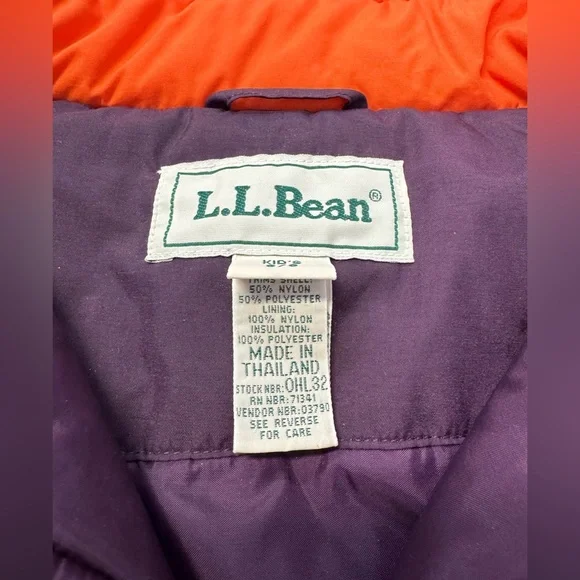 L.L.Bean®
KID'S
TRIMS SHELL:
50% NYLON
50% POLYESTER
LINING:
100% NYLON
INSULATION:
100% POLYESTER
MADE IN
THAILAND
STOCK NBR: OHL32
RN NBR: 71341
VENDOR NBR: 03790
SEE REVERSE
FOR CARE